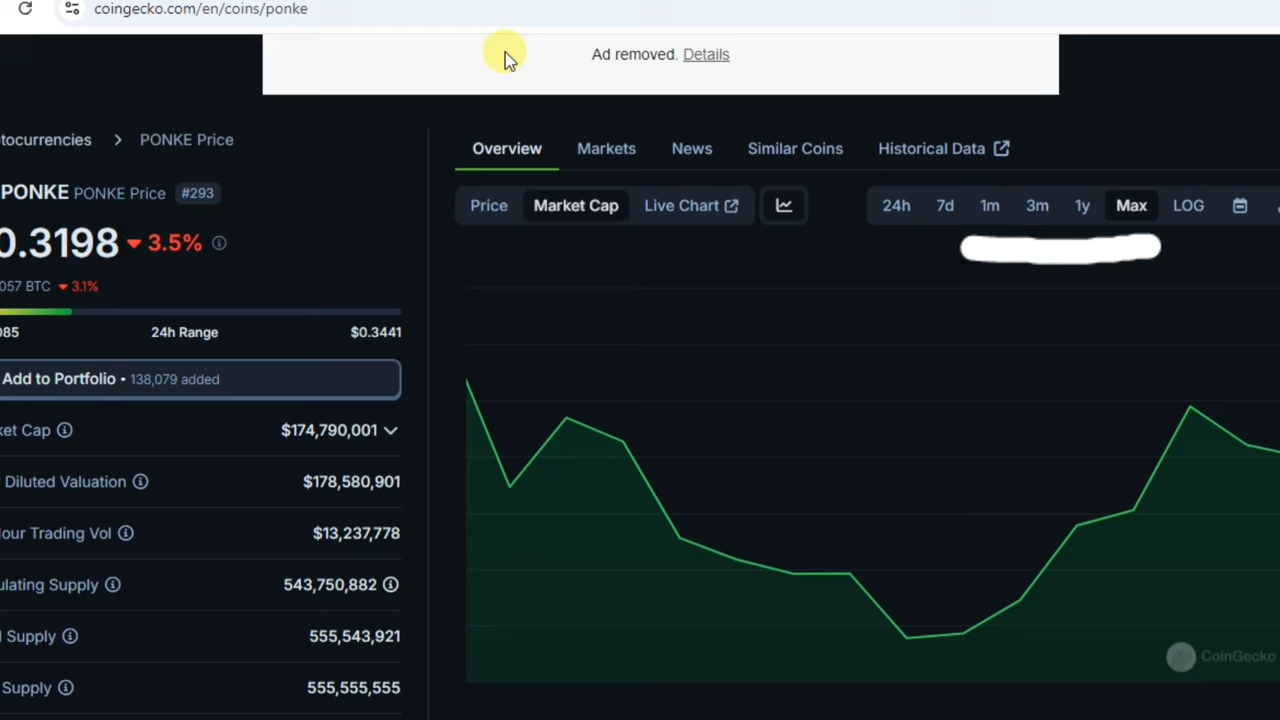 coingecko.com/en/coins/ponke
Ad removed. Details
tocurrencies > PONKE Price
Overview Markets News Similar Coins Historical Data
PONKE PONKE Price #293
Price Market Cap Live Chart 24h 7d 1m 3m 1y Max LOG
0.3198 3.5%
057 BTC 3.1%
085 24h Range $0.3441
Add to Portfolio • 138,079 added
ket Cap $174,790,001
Diluted Valuation $178,580,901
Hour Trading Vol $13,237,778
ulating Supply 543,750,882
l Supply 555,543,921
Supply 555,555,555
CoinGecko